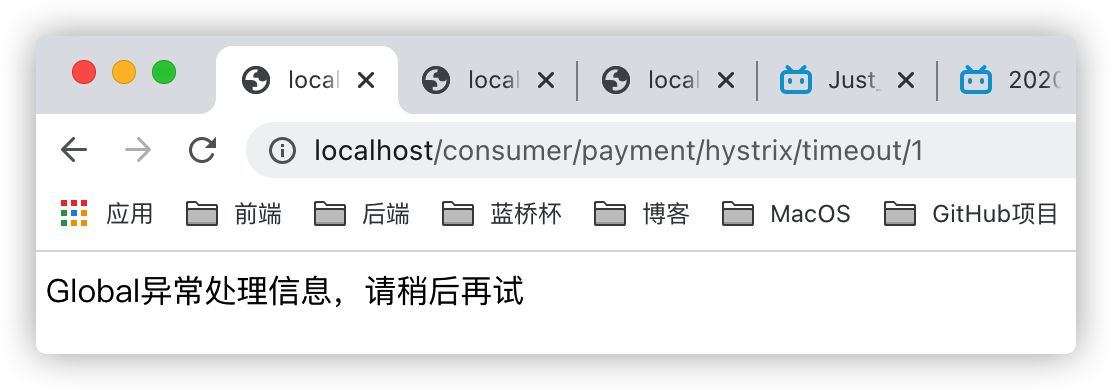 local local local Just_ 2020
localhost/consumer/payment/hystrix/timeout/1
应用 前端 后端 蓝桥杯 博客 MacOS GitHub项目
Global异常处理信息，请稍后再试